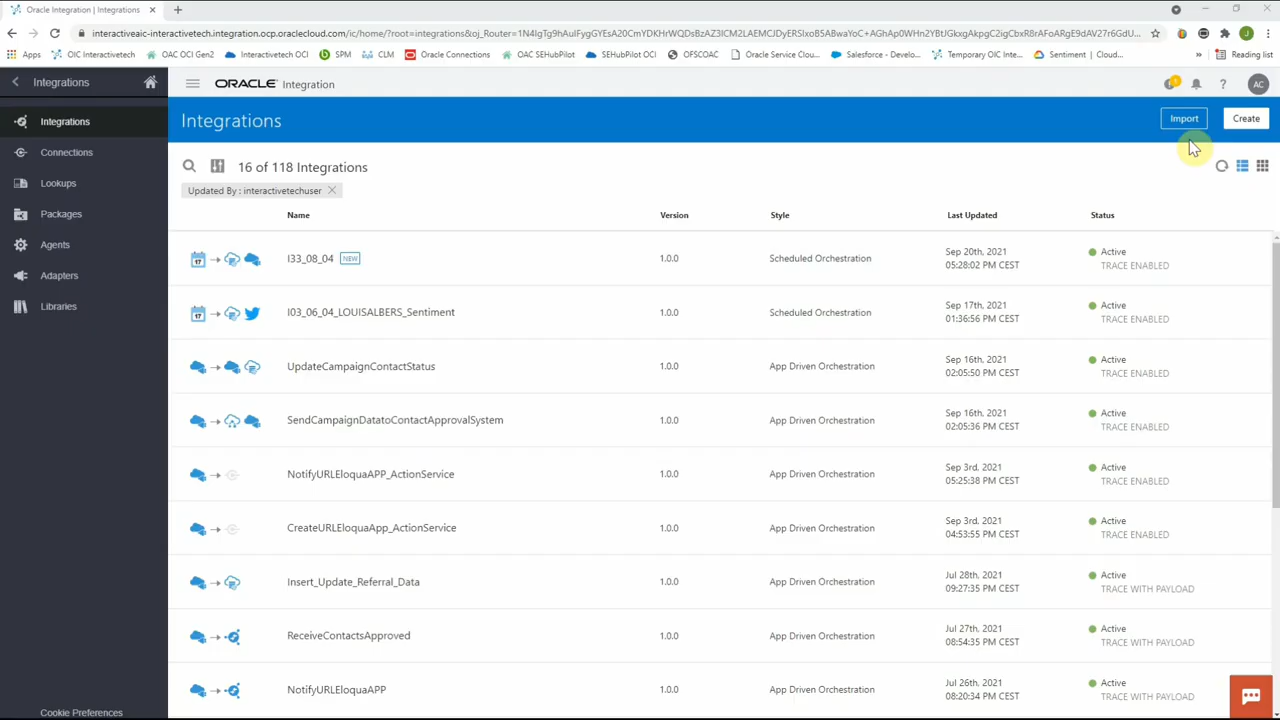 Oracle Integration | Integrations
interactiveaic-interactivetech.integration.ocp.oraclecloud.com/ic/home/?root=integrations&oj_Router=
Apps OIC Interactivetech OAC OCI Gen2 Interactivetech OCI SPM CLM Oracle Connections OAC SEHubPilot SEHubPilot OCI OFSCOAC Oracle Service Clou... Salesforce - Develo... Temporary OIC Inte... Sentiment | Cloud... » Reading list
Integrations
ORACLE Integration
AC
Integrations
Connections
Lookups
Packages
Agents
Adapters
Libraries
Cookie Preferences
Integrations
Import Create
16 of 118 Integrations
Updated By : interactivetechuser
Name Version Style Last Updated Status
17 I33_08_04 NEW 1.0.0 Scheduled Orchestration Sep 20th, 2021 Active
05:28:02 PM CEST TRACE ENABLED
17 I03_06_04_LOUISALBERS_Sentiment 1.0.0 Scheduled Orchestration Sep 17th, 2021 Active
01:36:56 PM CEST TRACE ENABLED
UpdateCampaignContactStatus 1.0.0 App Driven Orchestration Sep 16th, 2021 Active
02:05:50 PM CEST TRACE ENABLED
SendCampaignDatatoContactApprovalSystem 1.0.0 App Driven Orchestration Sep 16th, 2021 Active
02:05:36 PM CEST TRACE ENABLED
NotifyURLEloquaAPP_ActionService 1.0.0 App Driven Orchestration Sep 3rd, 2021 Active
05:25:38 PM CEST TRACE ENABLED
CreateURLEloquaApp_ActionService 1.0.0 App Driven Orchestration Sep 3rd, 2021 Active
04:53:55 PM CEST TRACE ENABLED
Insert_Update_Referral_Data 1.0.0 App Driven Orchestration Jul 28th, 2021 Active
09:27:35 PM CEST TRACE WITH PAYLOAD
ReceiveContactsApproved 1.0.0 App Driven Orchestration Jul 27th, 2021 Active
08:54:35 PM CEST TRACE WITH PAYLOAD
NotifyURLEloquaAPP 1.0.0 App Driven Orchestration Jul 26th, 2021 Active
08:20:34 PM CEST TRACE WITH PAYLOAD